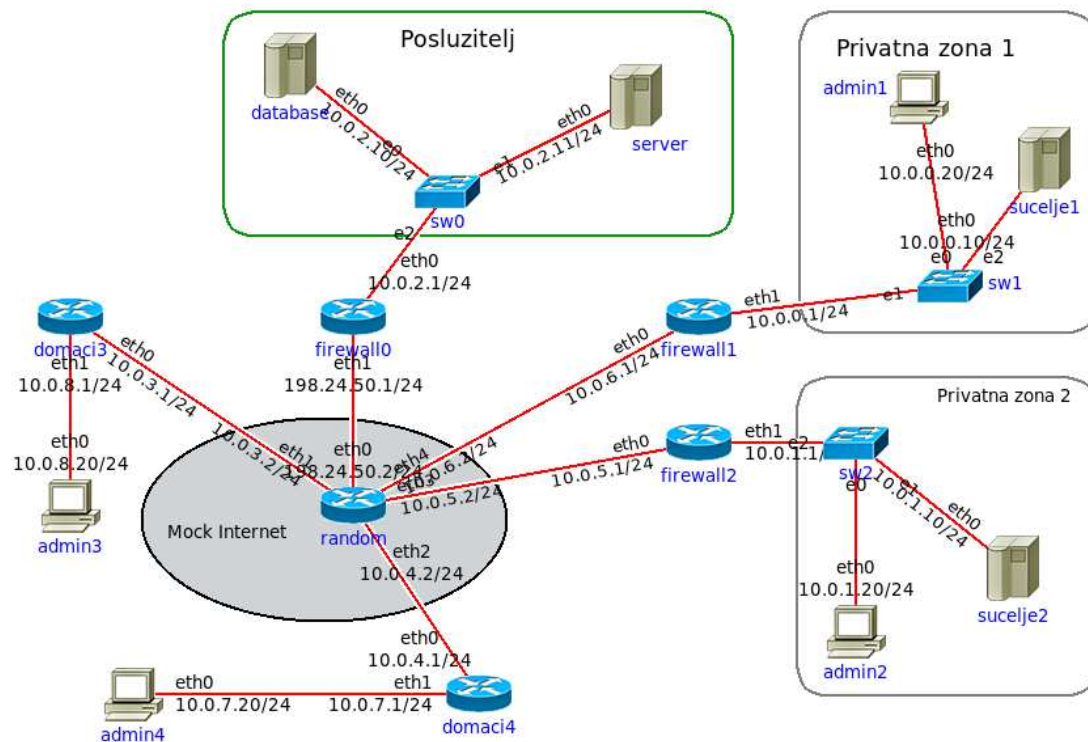 Posluzitelj
database
eth0
10.0.2.10/24
e0
server
eth0
10.0.2.11/24
e1
sw0
e2
eth0
10.0.2.1/24
firewall0
eth1
198.24.50.1/24
Privatna zona 1
admin1
eth0
10.0.0.20/24
sucelje1
eth0
10.0.0.10/24
e0
e2
sw1
e1
eth1
10.0.0.1/24
firewall1
eth0
10.0.6.1/24
domaci3
eth1
10.0.8.1/24
eth0
10.0.3.1/24
eth0
10.0.8.20/24
admin3
eth1
10.0.3.2/24
eth0
198.24.50.2/24
eth4
10.0.6.2/24
10.0.5.2/24
Mock Internet
random
eth2
10.0.4.2/24
Privatna zona 2
eth0
10.0.5.1/24
firewall2
eth1
e2
sw2
e0
e1
10.0.1.10/24
eth0
sucelje2
eth0
10.0.1.20/24
admin2
eth0
10.0.4.1/24
eth0
10.0.7.20/24
eth1
10.0.7.1/24
admin4
domaci4